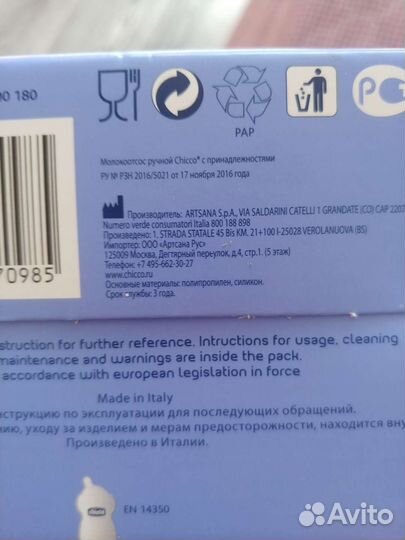 00 180
PAP
Молокоотсос ручной Chicco® с принадлежностями
РУ № РЗН 2016/5021 от 17 ноября 2016 года
Производитель: ARTSANA S.p.A., VIA SALDARINI CATELLI 1 GRANDATE (CO) CAP 2207
Numero verde consumatori Italia 800 188 898
Производство: 1, STRADA STATALE 45 Bis KM. 21+100 I-25028 VEROLANUOVA (BS)
Импортер: ООО «Артсана Рус»
125009 Москва, Дегтярный переулок, д.4, стр.1. (5 этаж)
Телефон: +7 495-662-30-27
www.chicco.ru
Основные материалы: полипропилен, силикон.
Срок службы: 3 года.
70985
struction for further reference. Intructions for usage, cleaning
maintenance and warnings are inside the pack.
accordance with european legislation in force
Made in Italy
нструкцию по эксплуатации для последующих обращений.
нию, уходу за изделием и мерам предосторожности, находится вну
Произведено в Италии.
chicco
EN 14350
Avito